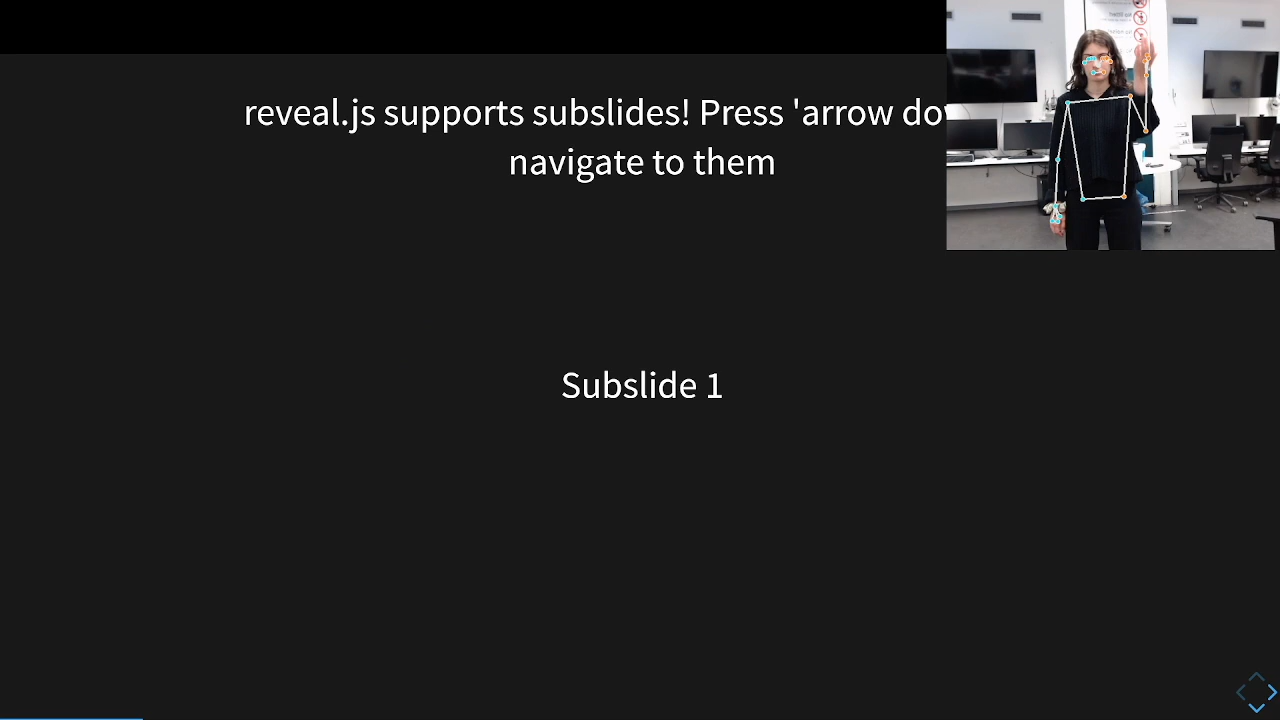 reveal.js supports subslides! Press 'arrow do
navigate to them
Subslide 1